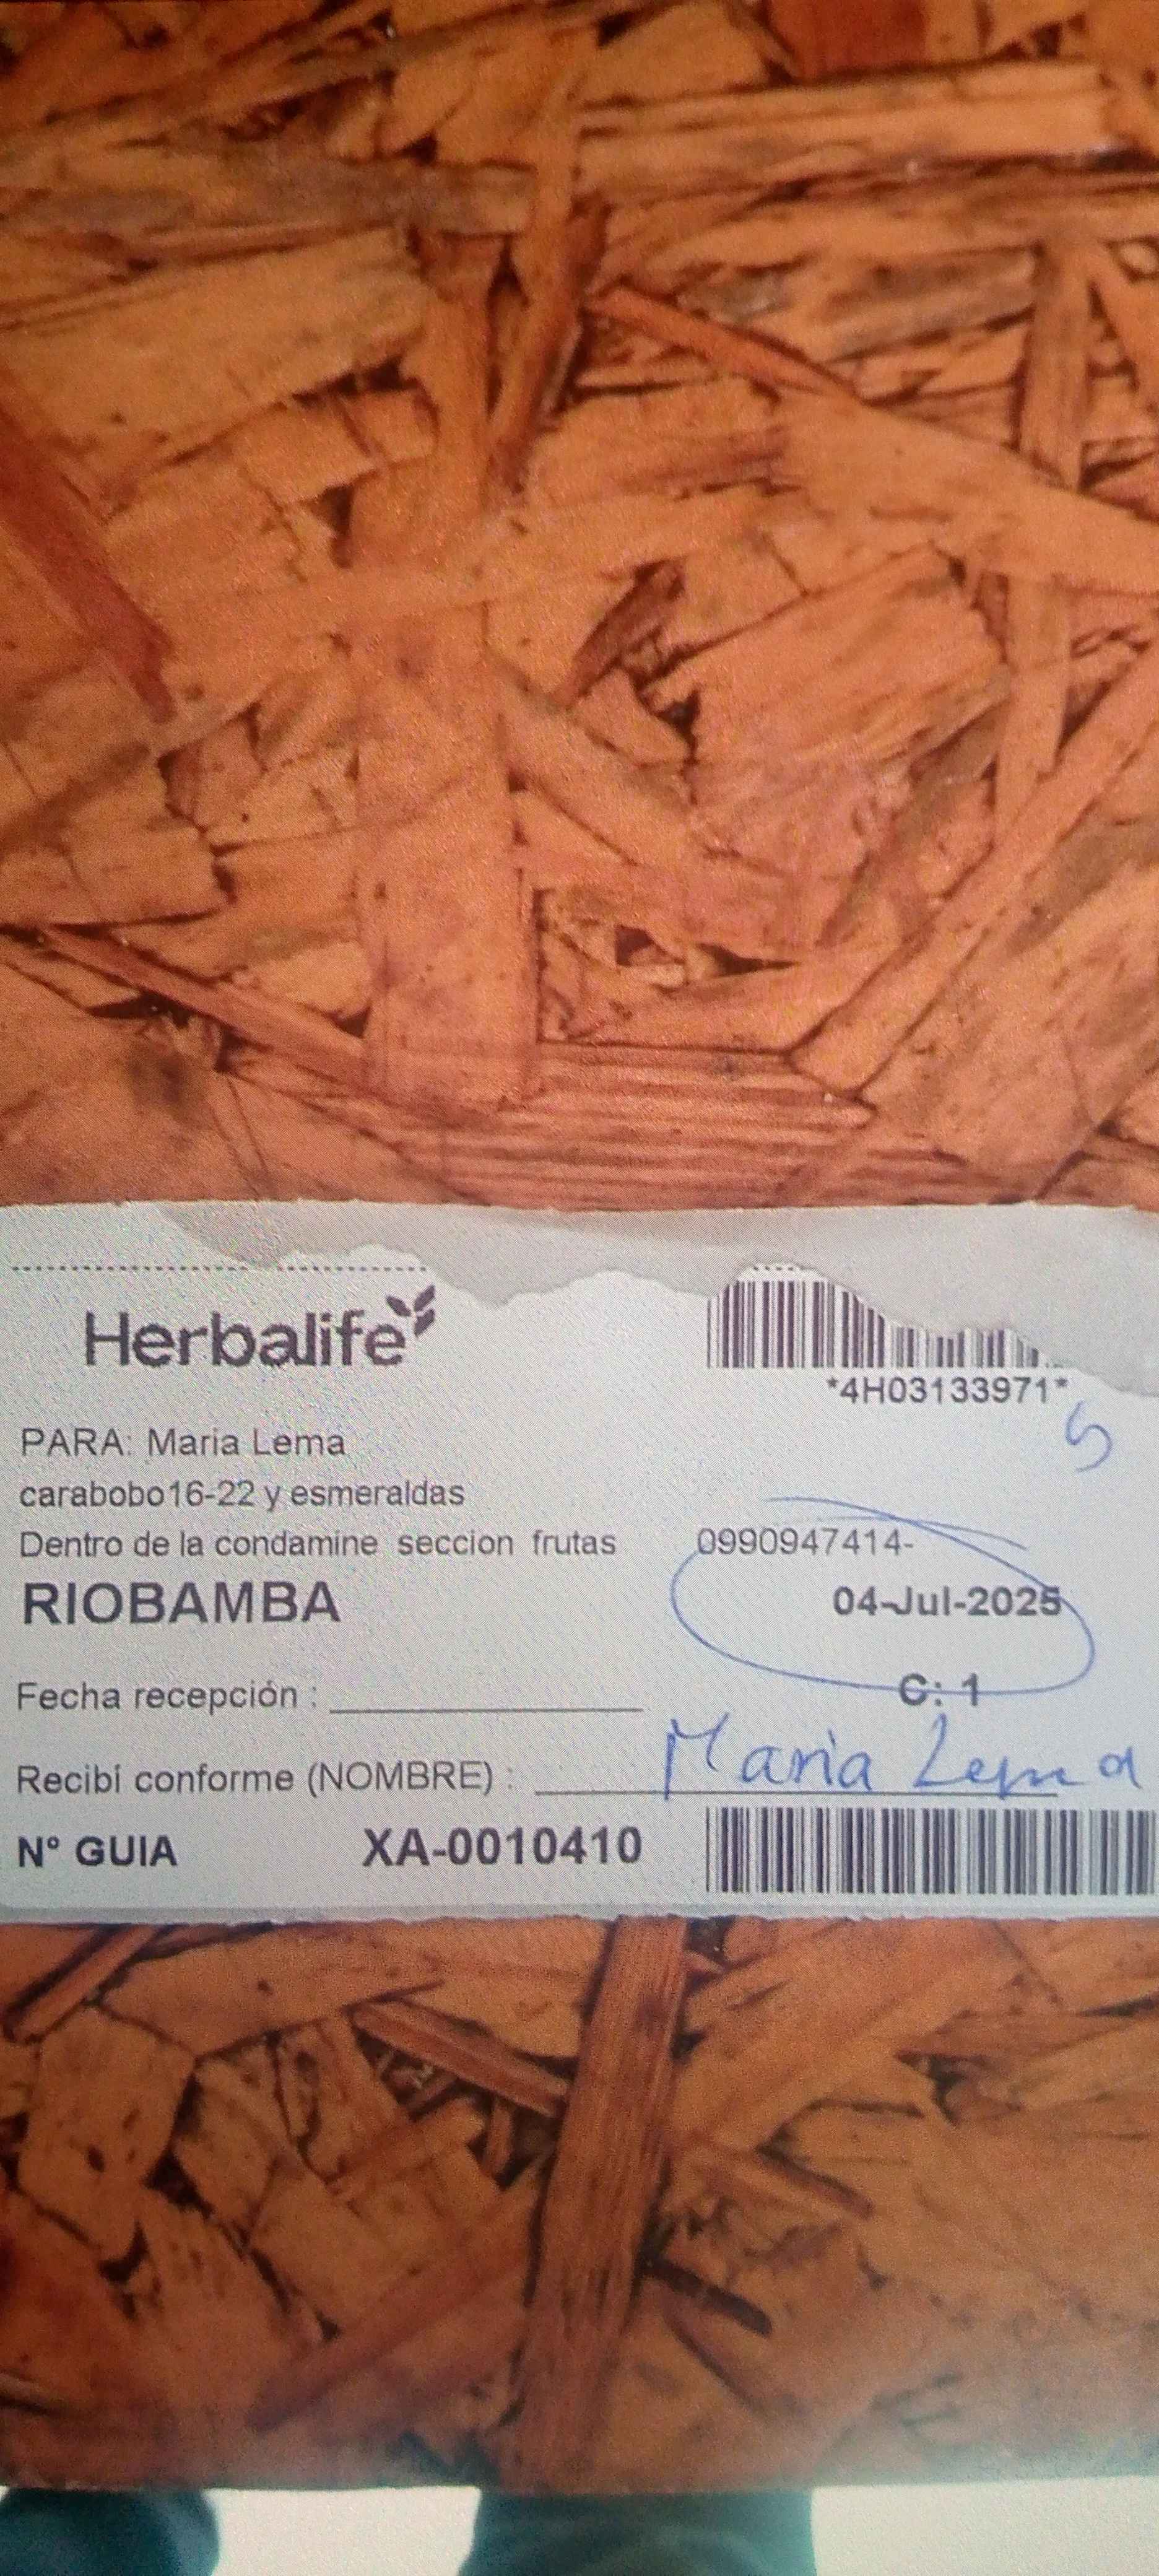 Herbalife
*4H03133971*
5
PARA: Maria Lema
carabobo16-22 y esmeraldas
Dentro de la condamine seccion frutas 0990947414-
RIOBAMBA 04-Jul-2025
C: 1
Fecha recepción : 
Maria Lema
Recibí conforme (NOMBRE) :
Nº GUIA XA-0010410